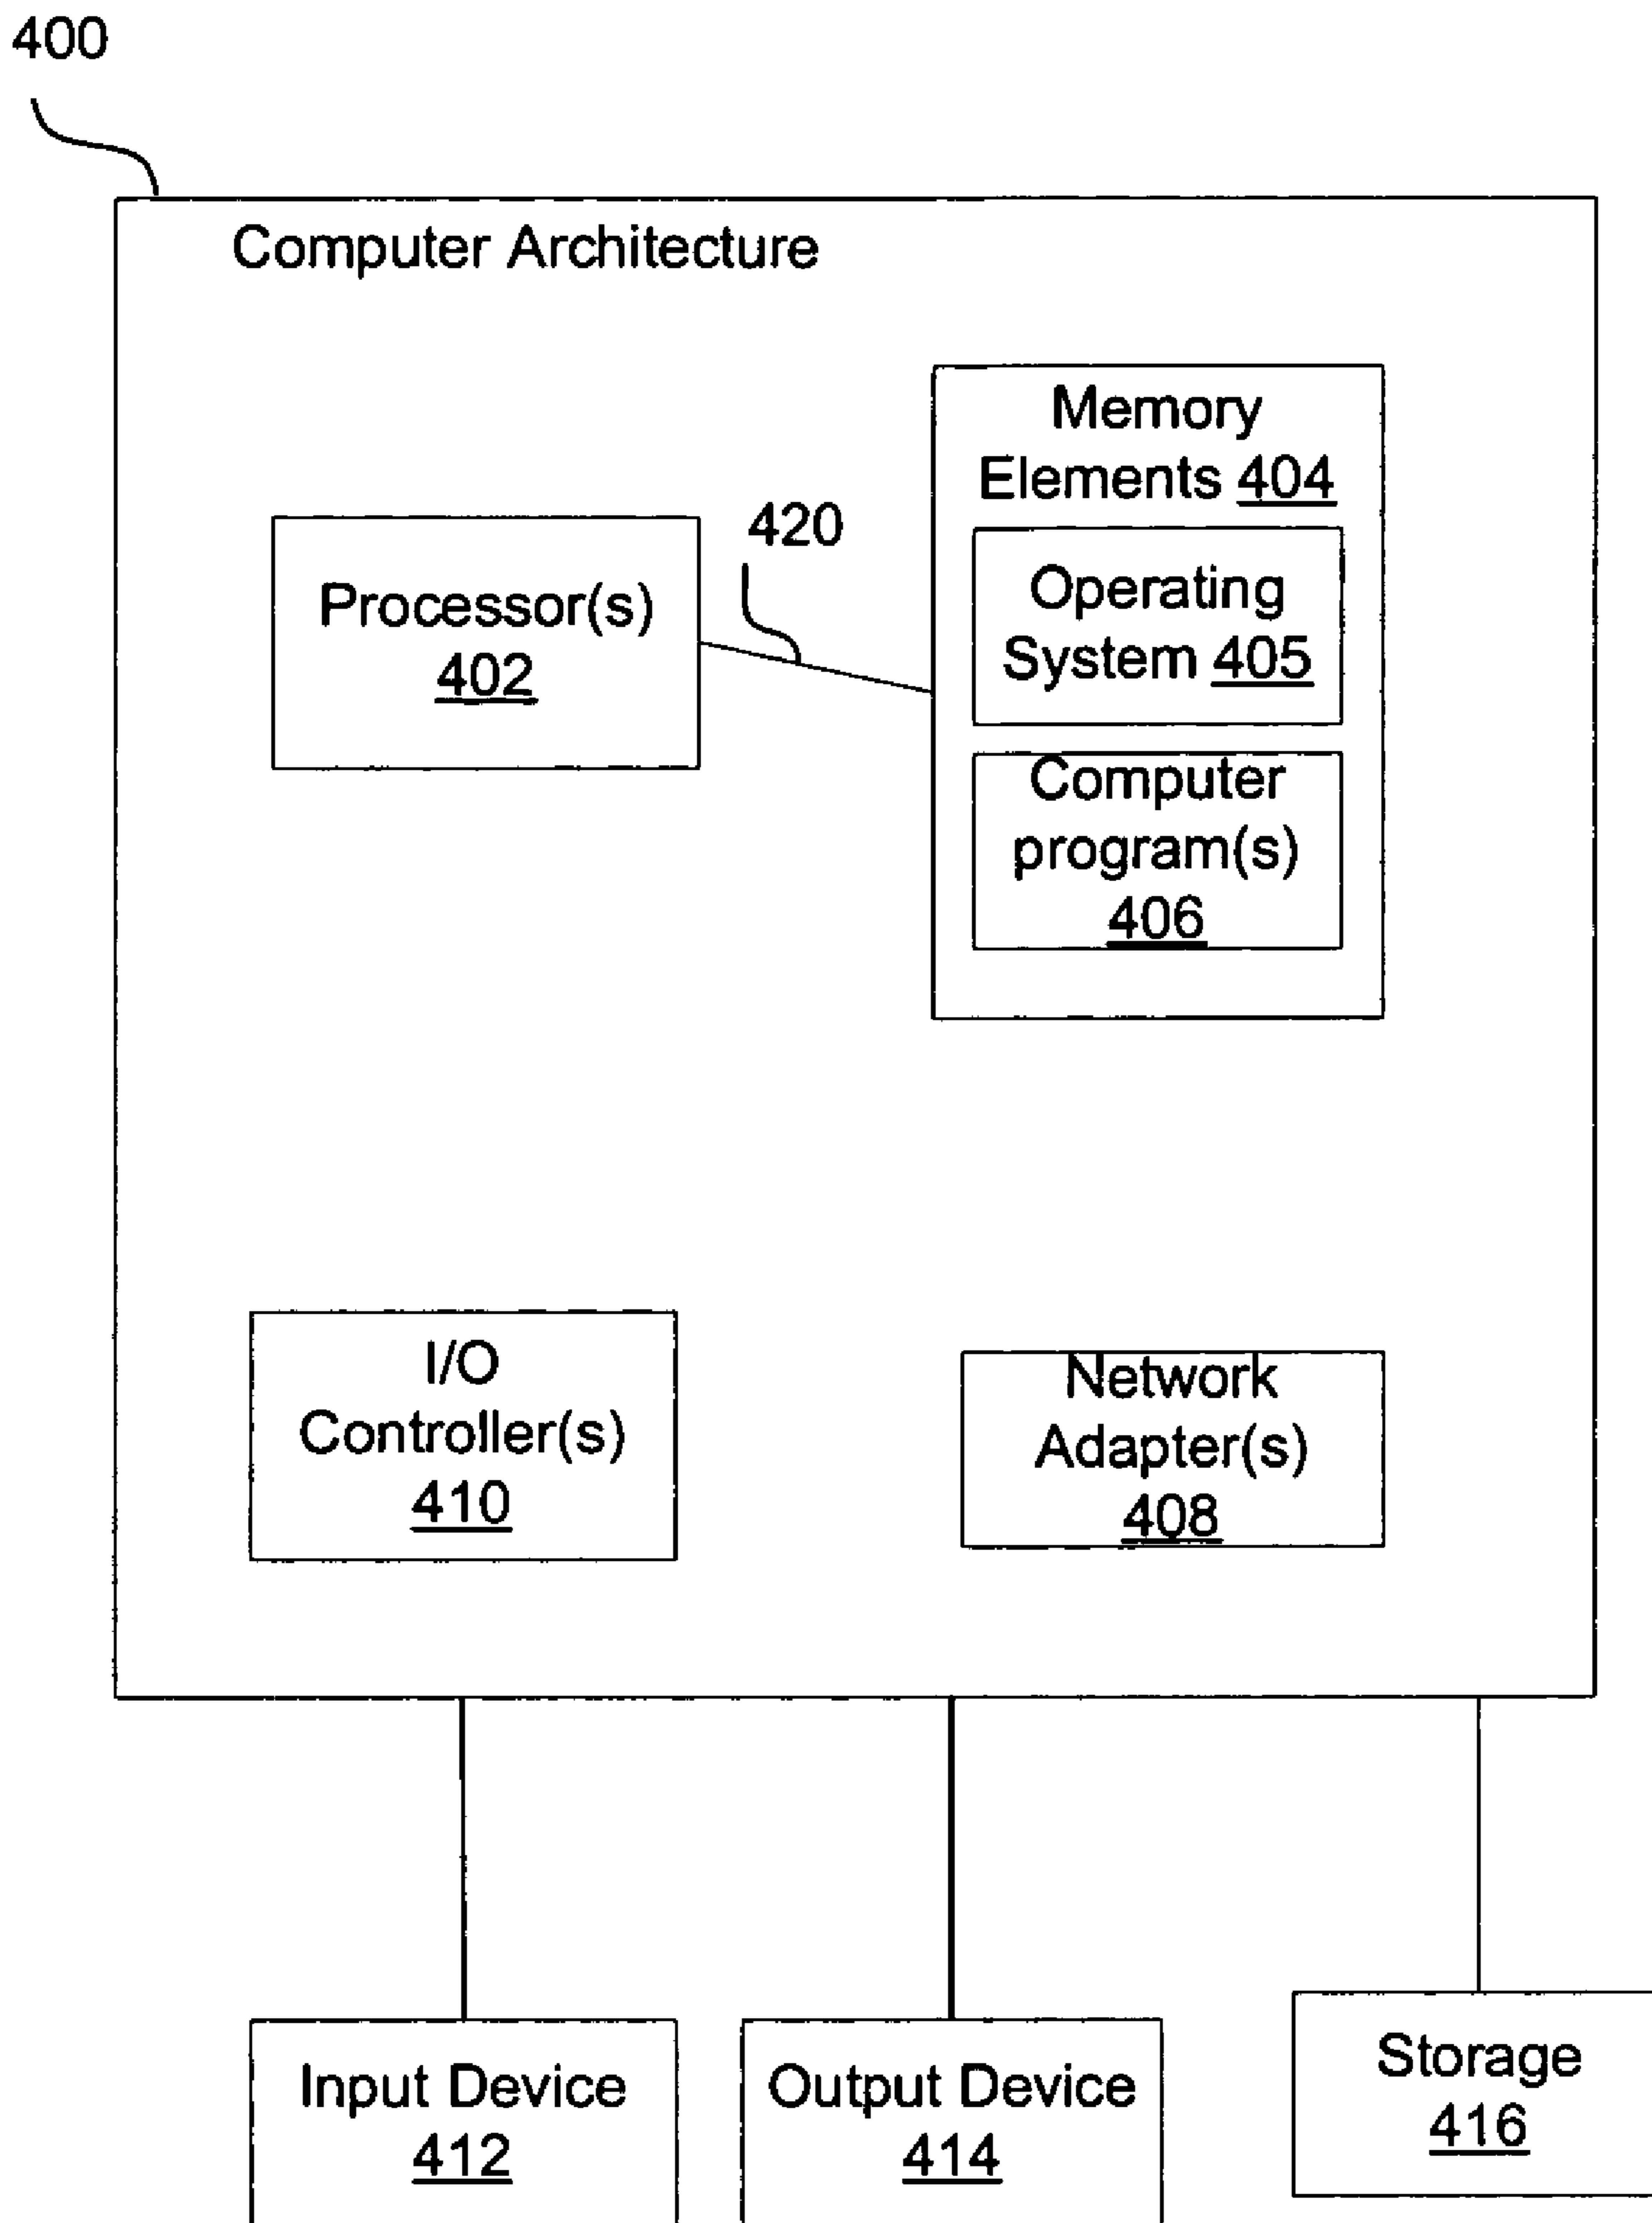 400
Computer Architecture
Memory
Elements 404
420
Processor(s)
402
Operating
System 405
Computer
program(s)
406
I/O
Controller(s)
410
Network
Adapter(s)
408
Input Device
412
Output Device
414
Storage
416